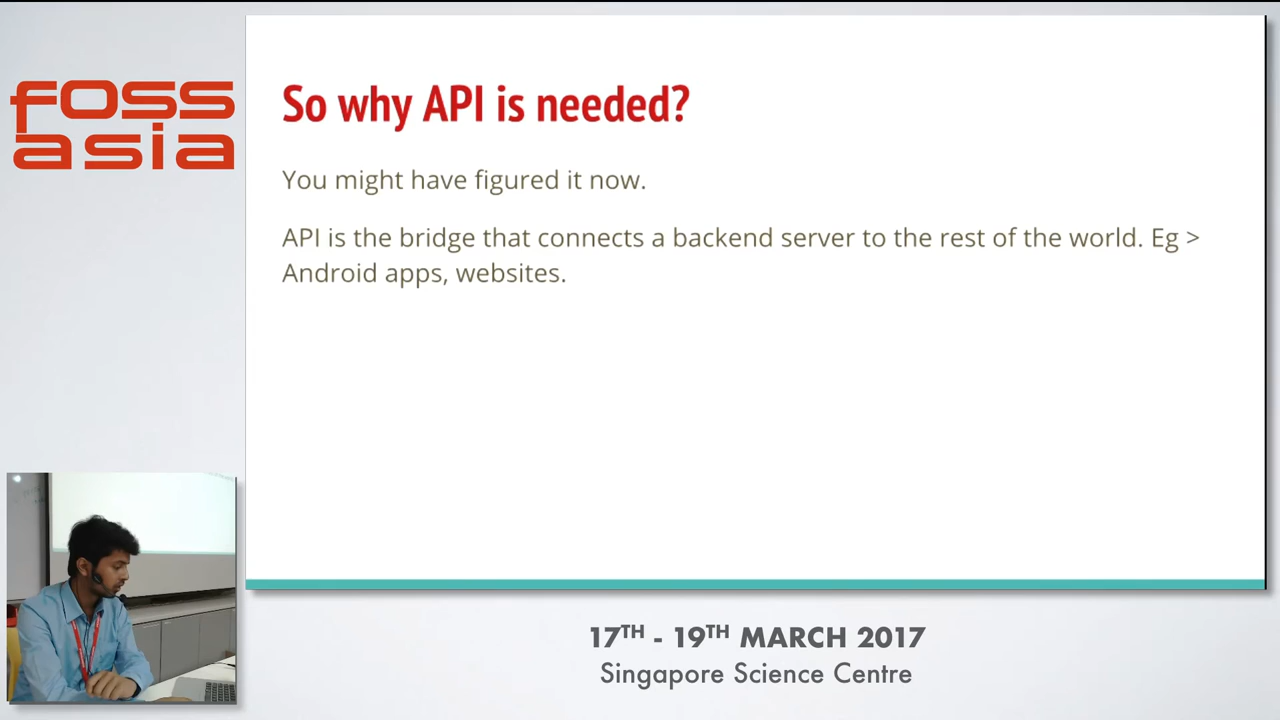 foss
asia
So why API is needed?
You might have figured it now.
API is the bridge that connects a backend server to the rest of the world. Eg >
Android apps, websites.
17TH - 19TH MARCH 2017
Singapore Science Centre